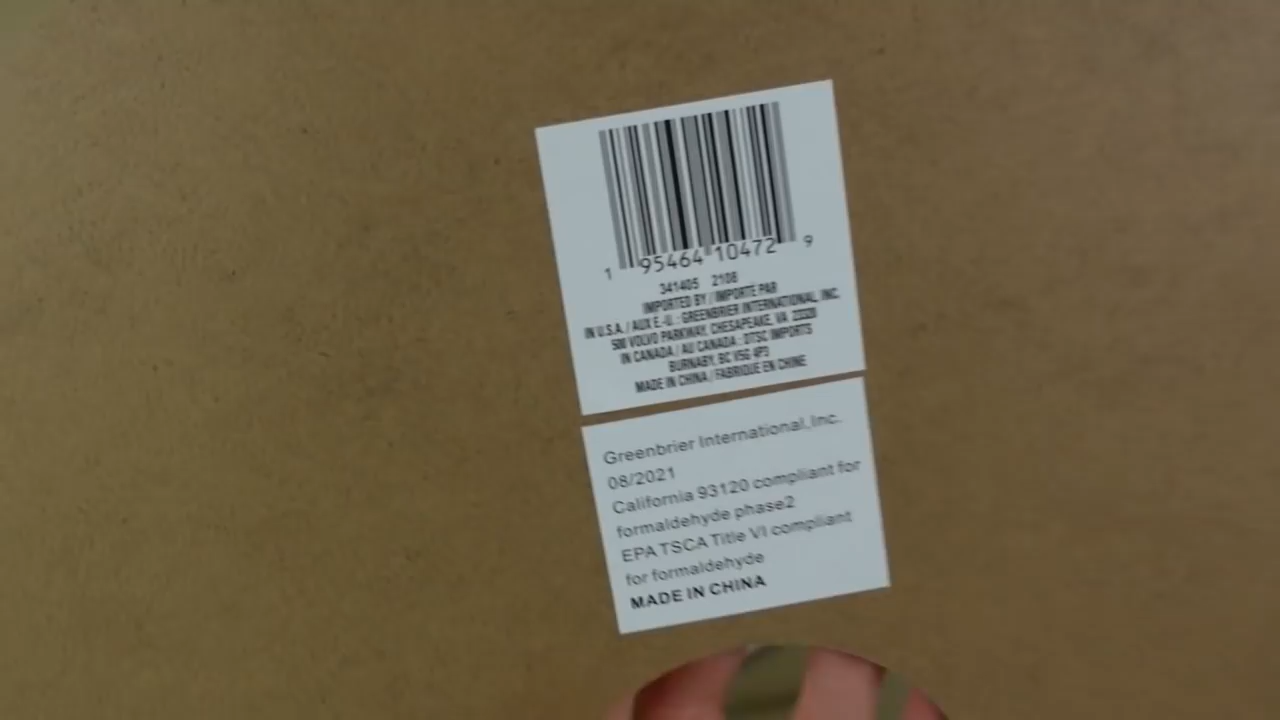 1 95464 10472 9
341405 2108
IMPORTED BY / IMPORTÉ PAR
IN U.S.A. / AUX E.-U. : GREENBRIER INTERNATIONAL, INC.
500 VOLVO PARKWAY, CHESAPEAKE, VA 23320
IN CANADA / AU CANADA : DTSC IMPORTS
BURNABY, BC V5G 4P3
MADE IN CHINA / FABRIQUÉ EN CHINE
Greenbrier International,Inc.
08/2021
California 93120 compliant for
formaldehyde phase2
EPA TSCA Title VI compliant
for formaldehyde
MADE IN CHINA